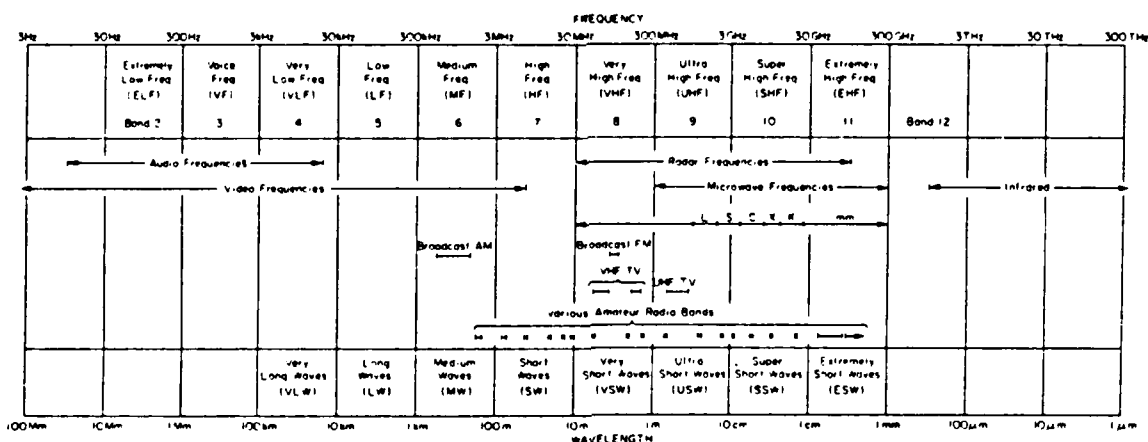 FREQUENCY
3Hz 30Hz 300Hz 3kHz 30kHz 300kHz 3MHz 30MHz 300MHz 3GHz 30GHz 300GHz 3THz 30THz 300THz
Extremely Low Freq (ELF) Voice Freq (VF) Very Low Freq (VLF) Low Freq (LF) Medium Freq (MF) High Freq (HF) Very High Freq (VHF) Ultra High Freq (UHF) Super High Freq (SHF) Extremely High Freq (EHF)
Band 2 3 4 5 6 7 8 9 10 11 Band 12
Audio Frequencies Radar Frequencies
Video Frequencies Microwave Frequencies Infrared
L S C X K mm
Broadcast AM Broadcast FM
VHF TV UHF TV
Various Amateur Radio Bands
Very Long Waves (VLW) Long Waves (LW) Medium Waves (MW) Short Waves (SW) Very Short Waves (VSW) Ultra Short Waves (USW) Super Short Waves (SSW) Extremely Short Waves (ESW)
100Mm 10Mm 1Mm 100km 10km 1km 100m 10m 1m 10cm 1cm 1mm 100μm 10μm 1μm
WAVELENGTH